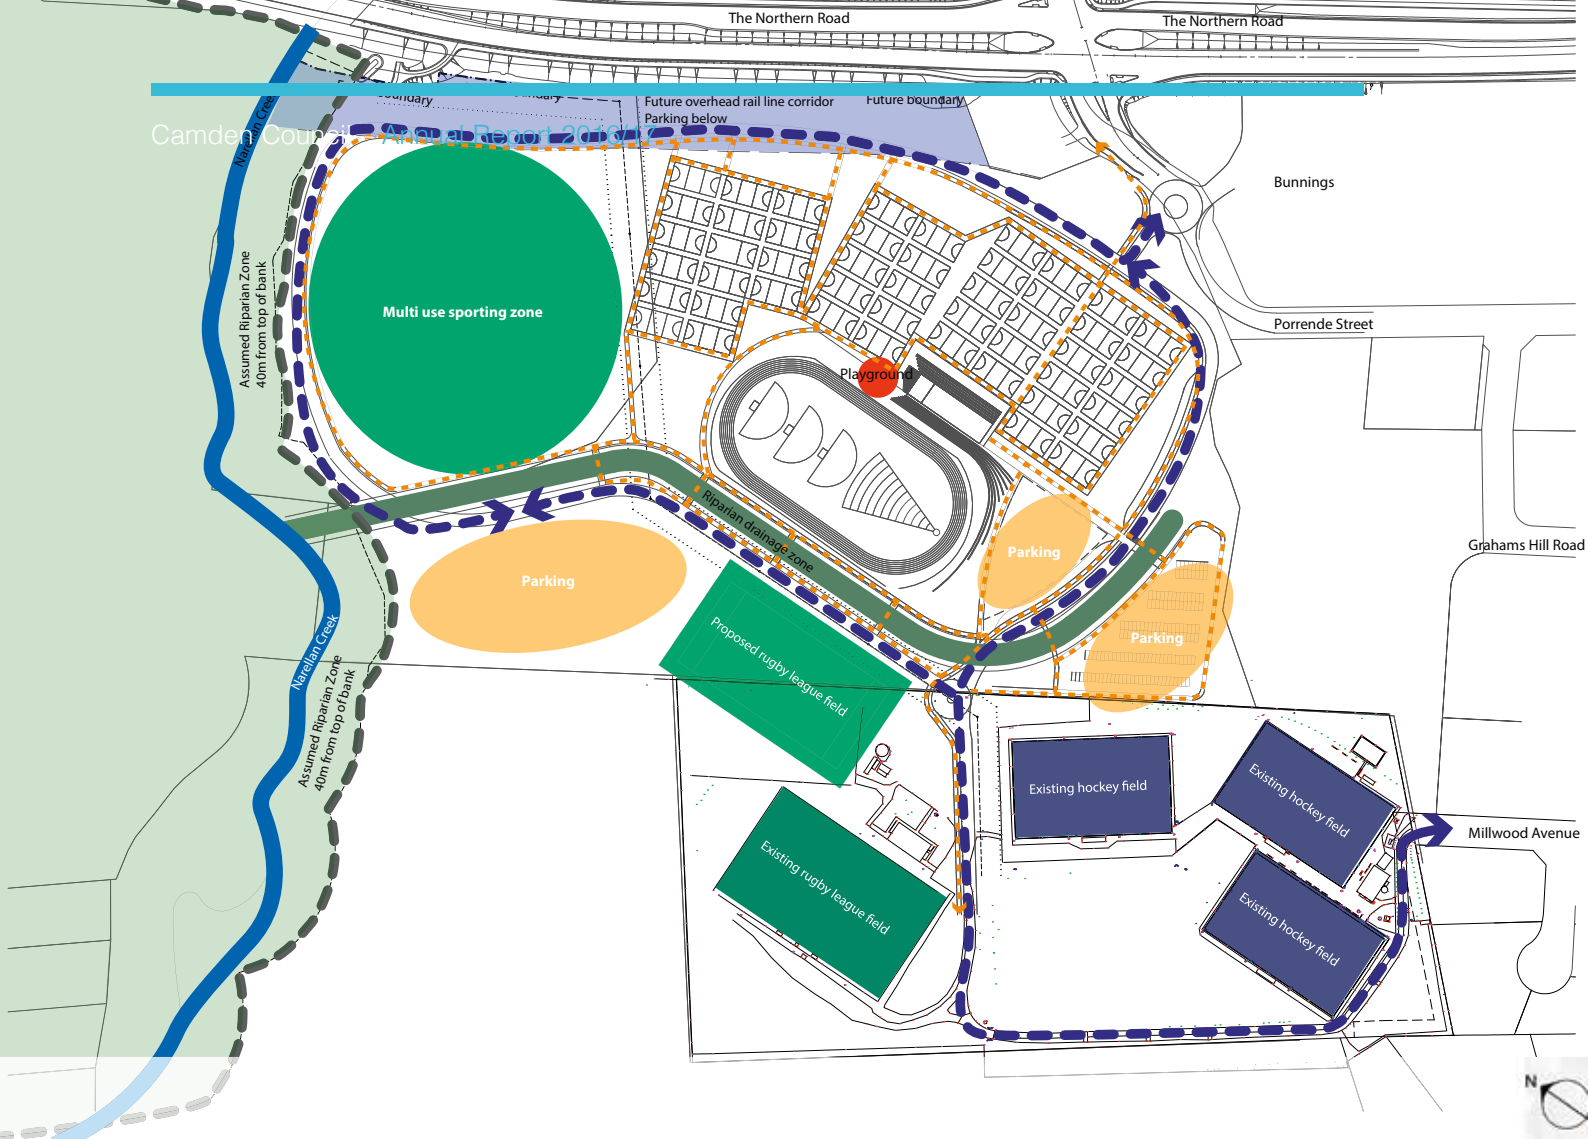 The Northern Road
The Northern Road
boundary
Future overhead rail line corridor
Parking below
Future boundary
Camden Council Annual Report 2016/17
Narellan Creek
Bunnings
Assumed Riparian Zone
40m from top of bank
Multi use sporting zone
Porrende Street
Playground
Riparian drainage zone
Parking
Grahams Hill Road
Parking
Parking
Narellan Creek
Proposed rugby league field
Assumed Riparian Zone
40m from top of bank
Existing hockey field
Existing hockey field
Millwood Avenue
Existing rugby league field
Existing hockey field
N